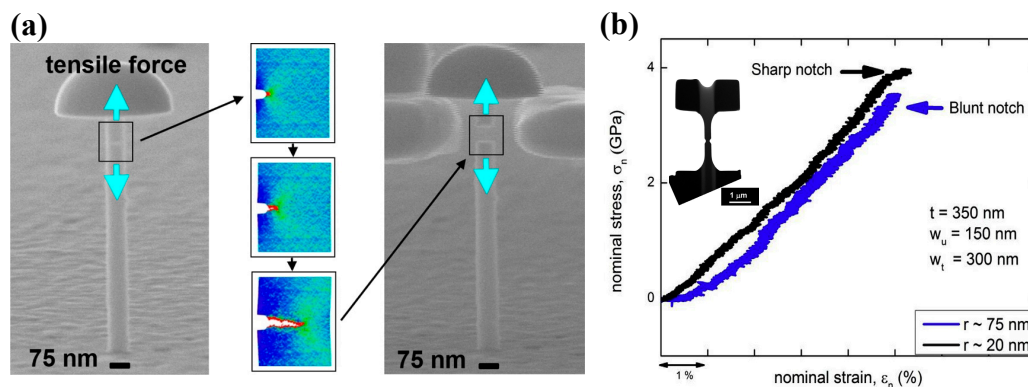 (a)
tensile force
75 nm
75 nm
(b)
nominal stress, σn (GPa)
4
2
0
Sharp notch
Blunt notch
1 μm
t = 350 nm
wu = 150 nm
wt = 300 nm
r ~ 75 nm
r ~ 20 nm
1 %
nominal strain, εn (%)